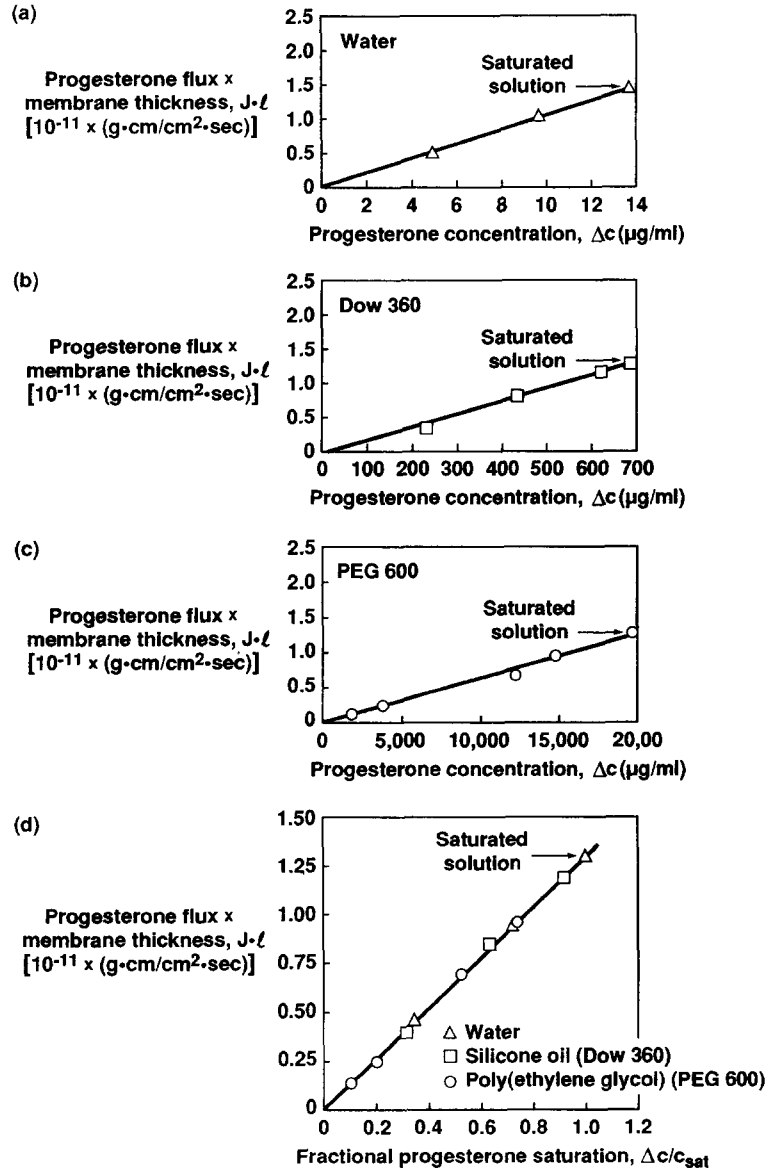 (a)
Progesterone flux ×
membrane thickness, J•ℓ
[10⁻¹¹ × (g•cm/cm²•sec)]
2.5
2.0
1.5
1.0
0.5
0
Water
Saturated
solution
0 2 4 6 8 10 12 14
Progesterone concentration, Δc (µg/ml)
(b)
Progesterone flux ×
membrane thickness, J•ℓ
[10⁻¹¹ × (g•cm/cm²•sec)]
2.5
2.0
1.5
1.0
0.5
0
Dow 360
Saturated
solution
0 100 200 300 400 500 600 700
Progesterone concentration, Δc (µg/ml)
(c)
Progesterone flux ×
membrane thickness, J•ℓ
[10⁻¹¹ × (g•cm/cm²•sec)]
2.5
2.0
1.5
1.0
0.5
0
PEG 600
Saturated
solution
0 5,000 10,000 15,000 20,00
Progesterone concentration, Δc (µg/ml)
(d)
Progesterone flux ×
membrane thickness, J•ℓ
[10⁻¹¹ × (g•cm/cm²•sec)]
1.50
1.25
1.00
0.75
0.50
0.25
0
Saturated
solution
Water
Silicone oil (Dow 360)
Poly(ethylene glycol) (PEG 600)
0 0.2 0.4 0.6 0.8 1.0 1.2
Fractional progesterone saturation, Δc/c_sat